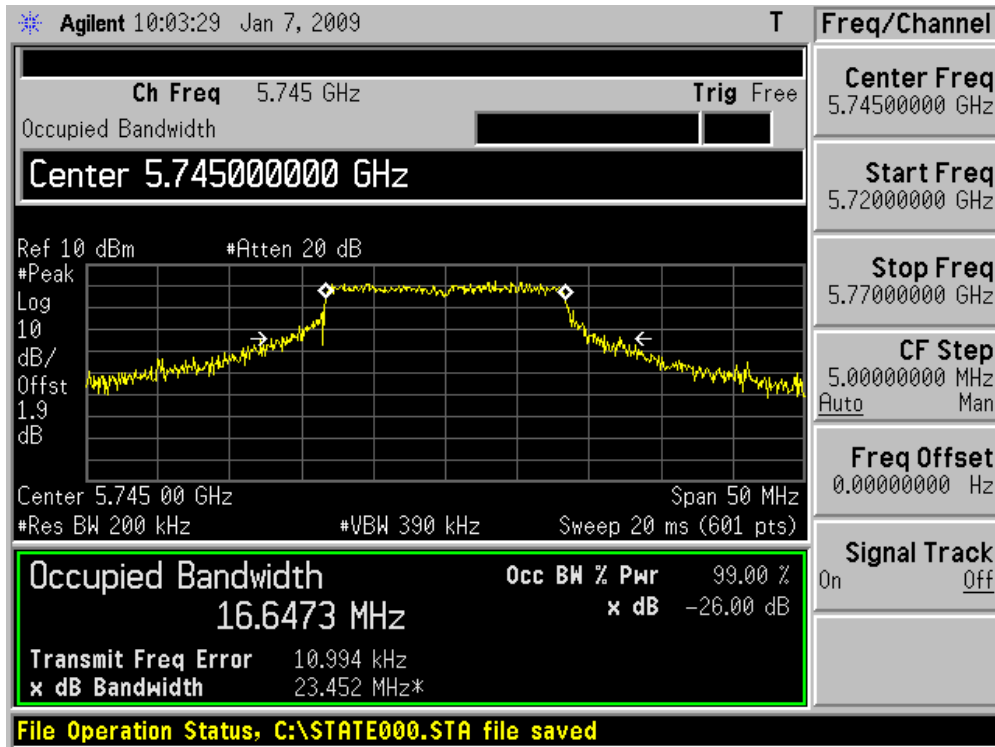 Agilent 10:03:29 Jan 7, 2009 T
Freq/Channel
Ch Freq 5.745 GHz Trig Free
Occupied Bandwidth
Center 5.745000000 GHz
Ref 10 dBm #Atten 20 dB
#Peak
Log
10
dB/
Offst
1.9
dB
Center 5.745 00 GHz Span 50 MHz
#Res BW 200 kHz #VBW 390 kHz Sweep 20 ms (601 pts)
Occupied Bandwidth Occ BW % Pwr 99.00 %
16.6473 MHz x dB -26.00 dB
Transmit Freq Error 10.994 kHz
x dB Bandwidth 23.452 MHz*
Center Freq
5.74500000 GHz
Start Freq
5.72000000 GHz
Stop Freq
5.77000000 GHz
CF Step
5.00000000 MHz
Auto Man
Freq Offset
0.00000000 Hz
Signal Track
On Off
File Operation Status, C:\STATE000.STA file saved